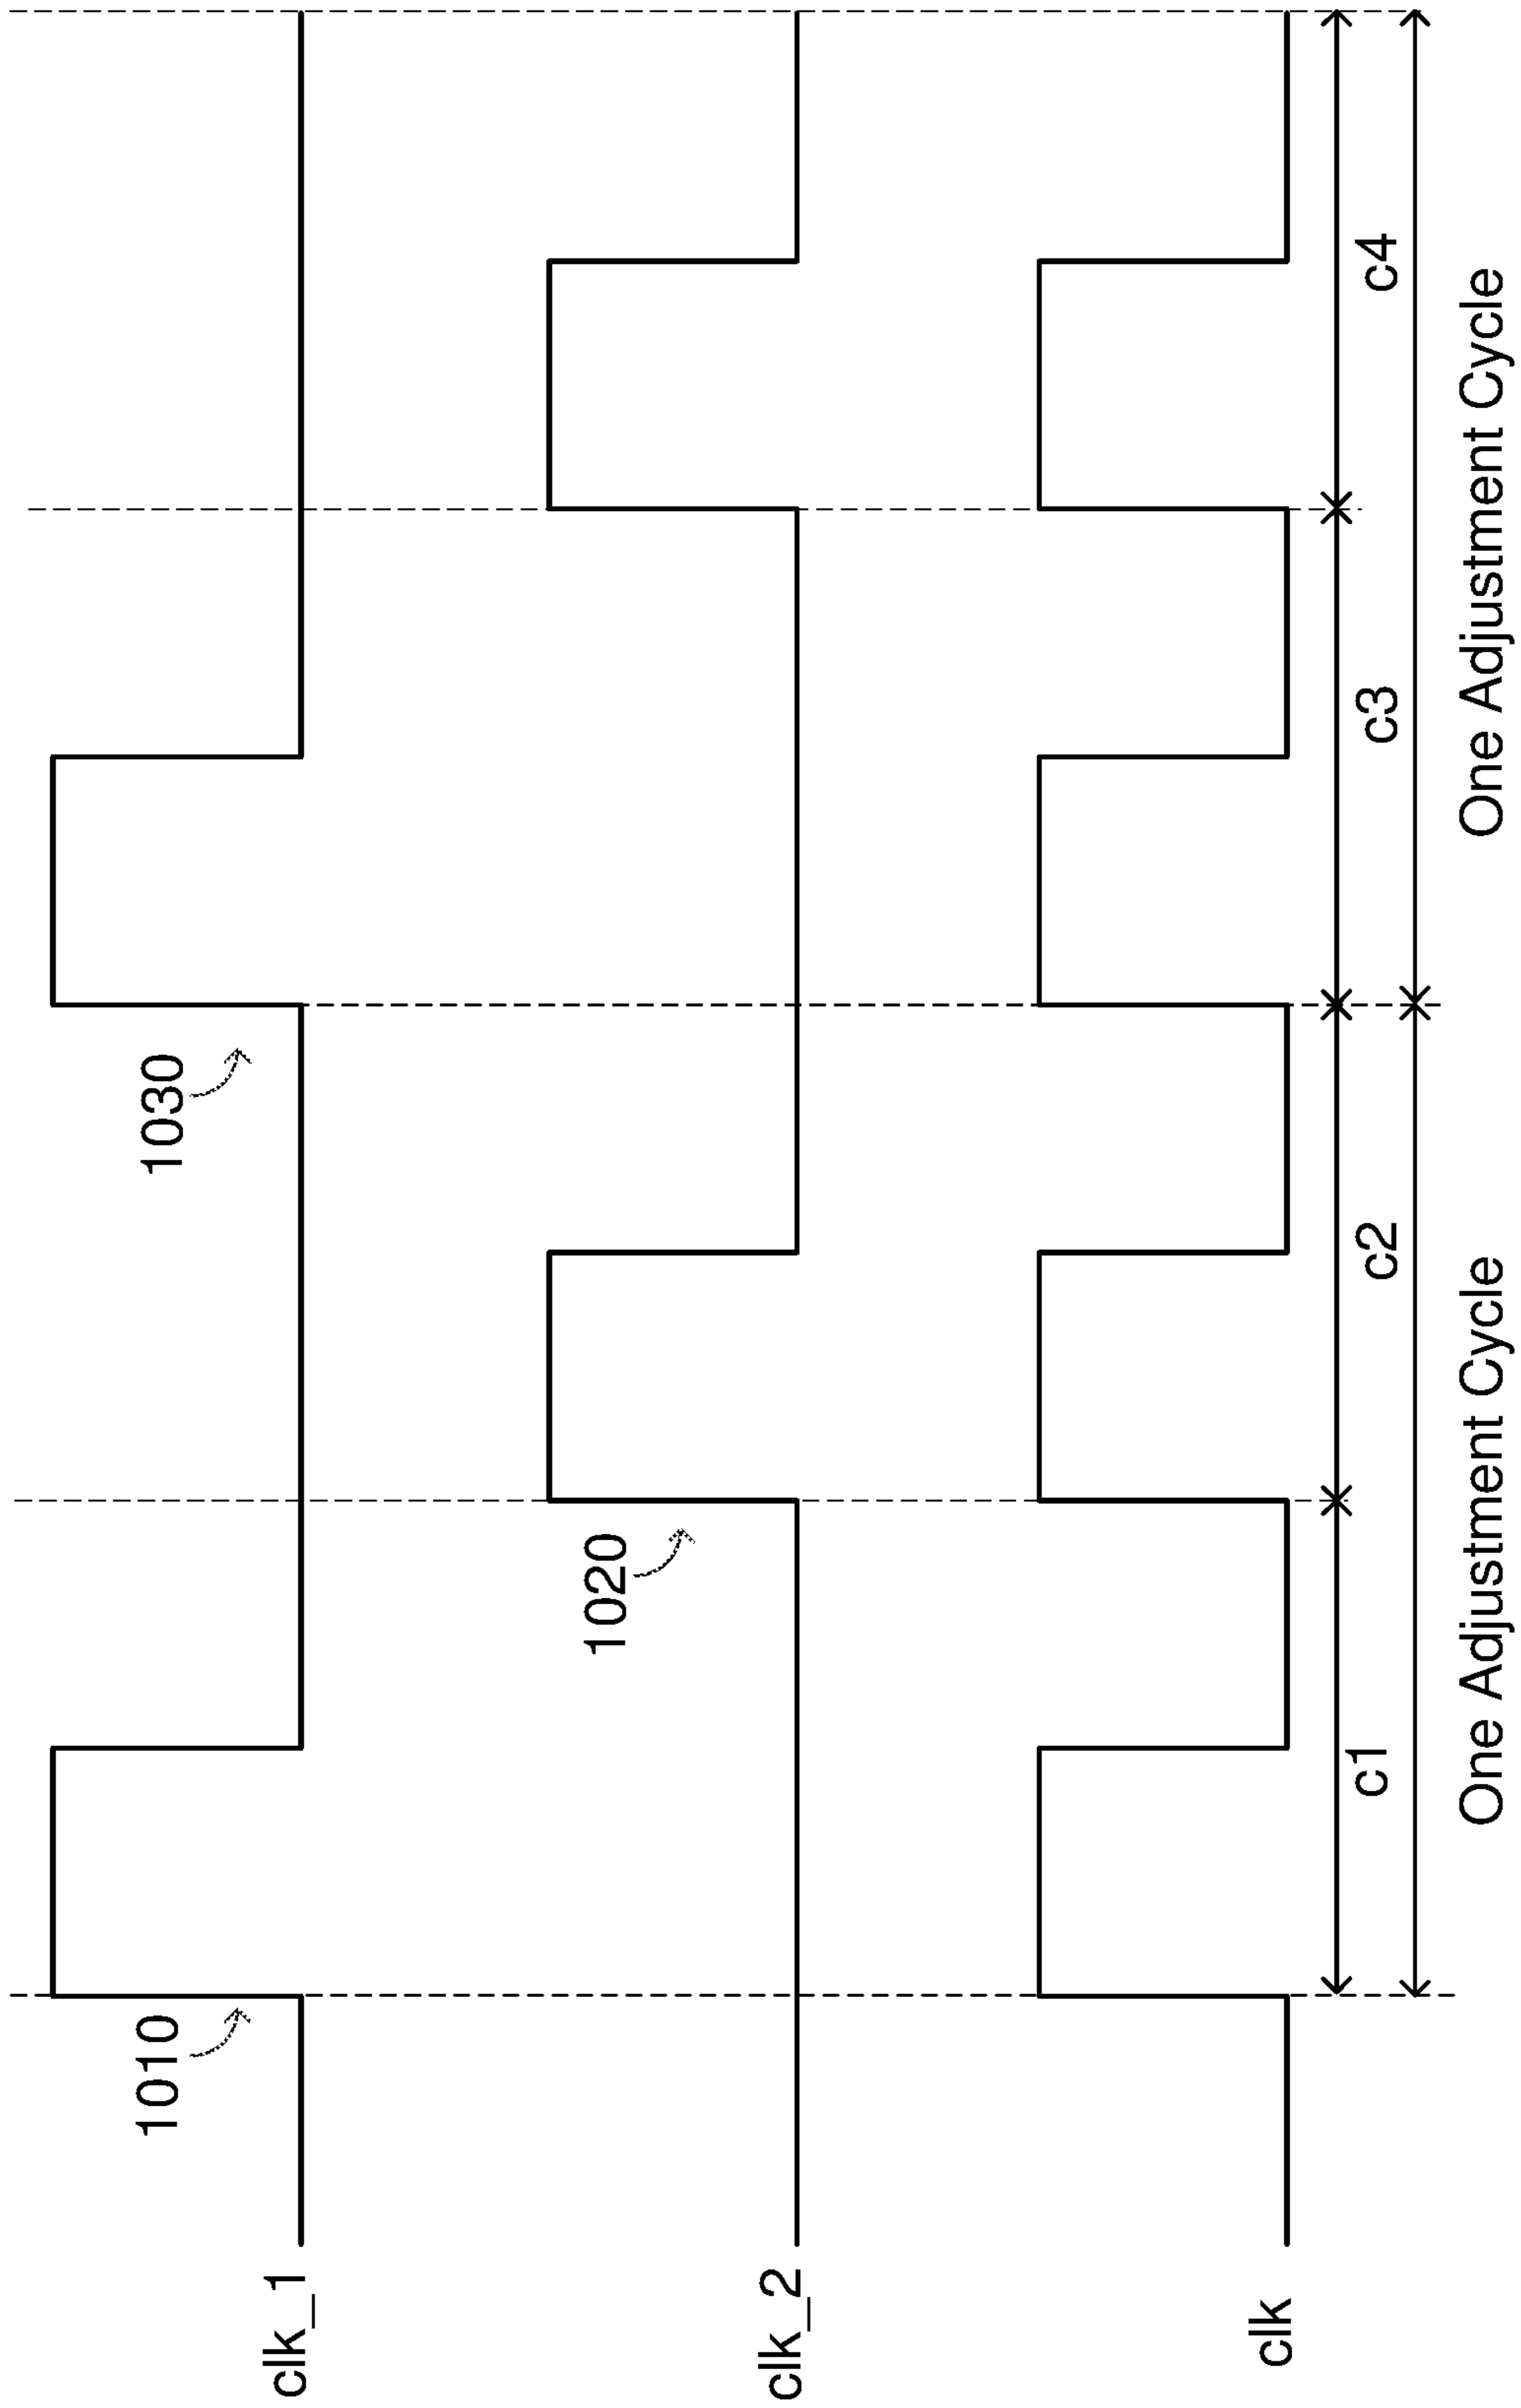 1010
1030
clk_1
1020
clk_2
clk
c1
c2
c3
c4
One Adjustment Cycle
One Adjustment Cycle